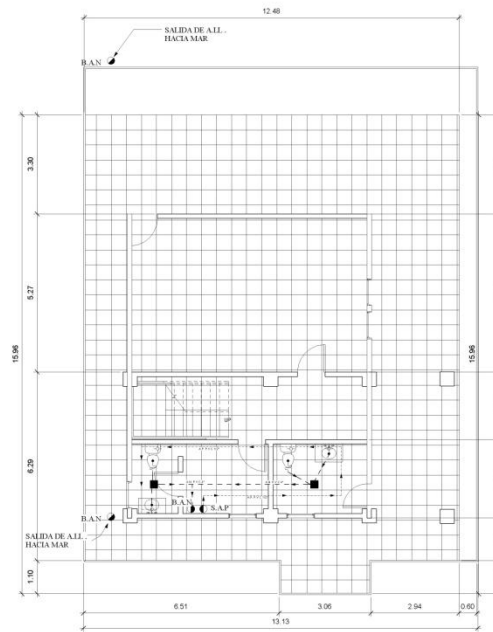 12.48
SALIDA DE A.LL.
HACIA MAR
B.A.N
3.30
5.27
15.96
15.96
6.29
B.A.N
S.A.P
B.A.N
SALIDA DE A.LL.
HACIA MAR
1.10
6.51
3.06
2.94
0.60
13.13